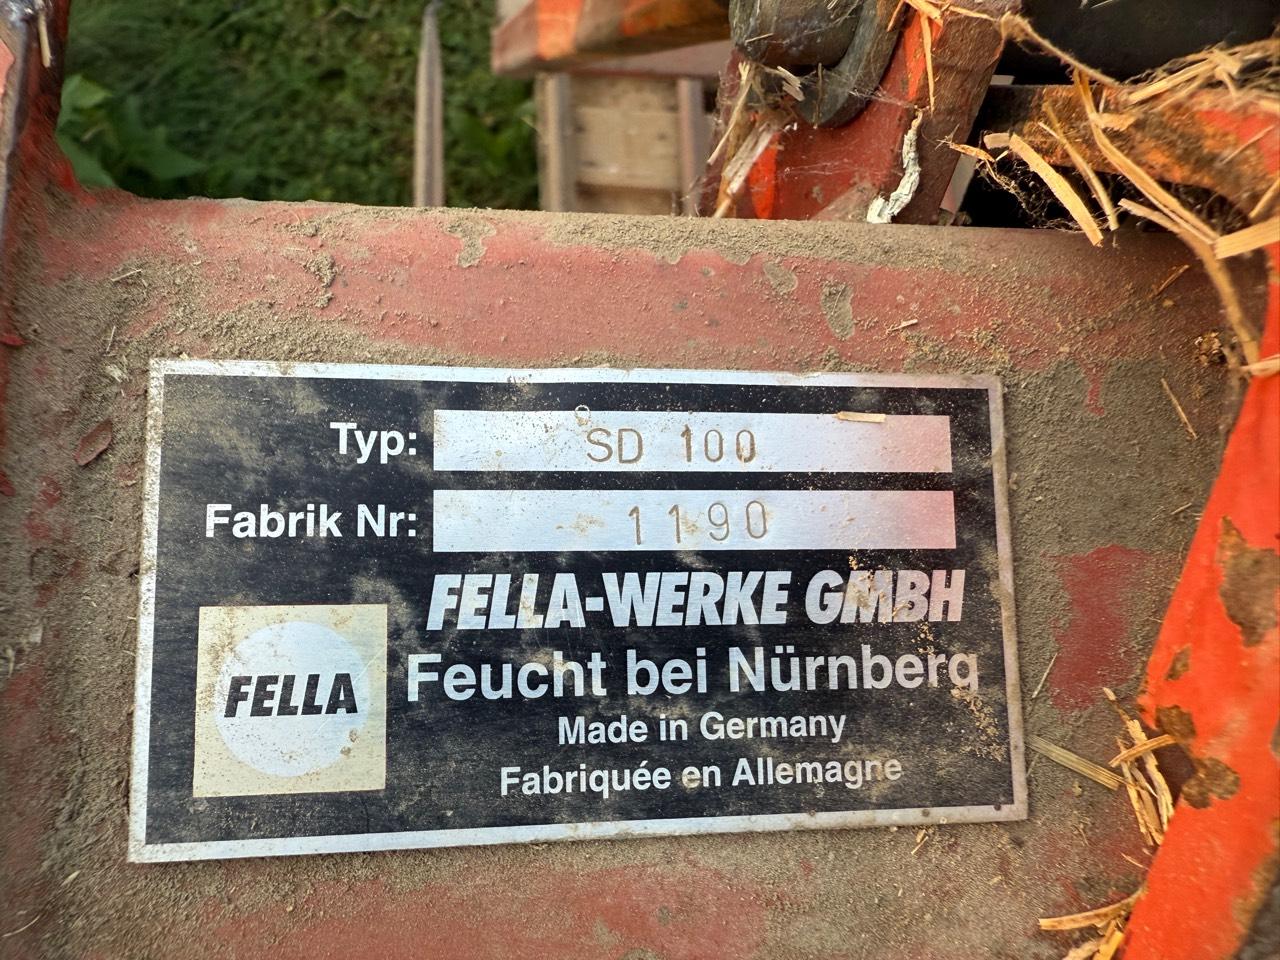 Typ: SD 100
Fabrik Nr: 1190
FELLA-WERKE GMBH
FELLA
Feucht bei Nürnberg
Made in Germany
Fabriquée en Allemagne